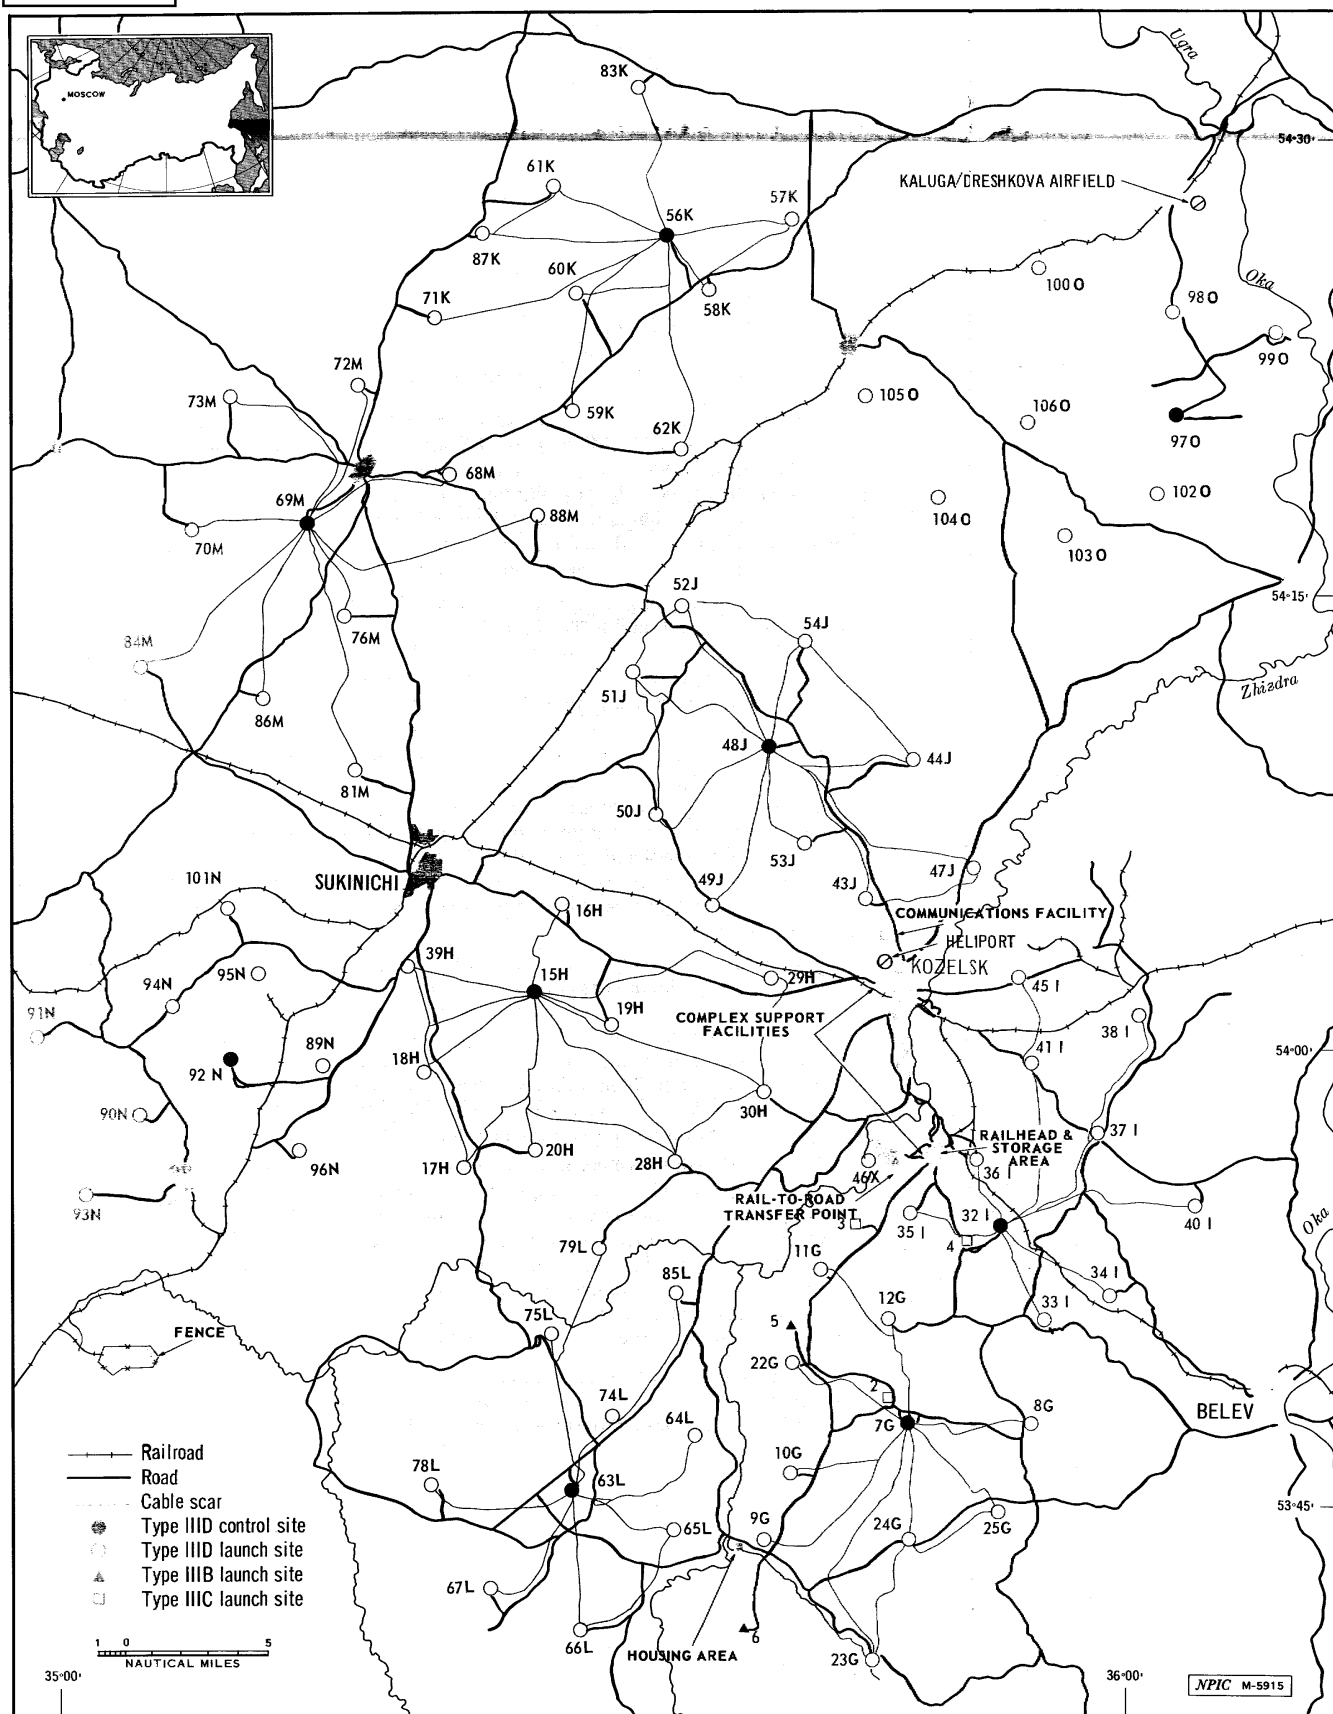 MOSCOW
Ugra
83K
54°30'
61K
KALUGA/DRESHKOVA AIRFIELD
57K
56K
87K
60K
100 O
Oka
98 O
71K
58K
99 O
72M
73M
105 O
106 O
59K
97 O
62K
68M
69M
102 O
88M
104 O
70M
103 O
52J
54°15'
54J
84M
76M
Zhizdra
51J
86M
48J
44J
81M
50J
53J
101N
SUKINICHI
49J
47J
43J
16H
COMMUNICATIONS FACILITY
HELIPORT
39H
KOZELSK
94N
95N
15H
29H
45 I
91N
19H
COMPLEX SUPPORT
FACILITIES
38 I
89N
18H
41 I
54°00'
92 N
90N
30H
37 I
RAILHEAD &
STORAGE
AREA
96N
17H
20H
28H
46X
36 I
RAIL-TO-ROAD
TRANSFER POINT
93N
3
35 I
32 I
40 I
Oka
4
79L
11G
85L
34 I
75L
12G
33 I
5
FENCE
22G
2
74L
64L
7G
8G
BELEV
Railroad
78L
10G
Road
63L
Cable scar
53°45'
Type IIID control site
65L
9G
24G
25G
Type IIID launch site
Type IIIB launch site
67L
Type IIIC launch site
6
1 0 5
66L
HOUSING AREA
23G
NAUTICAL MILES
35°00'
36°00'
NPIC M-5915